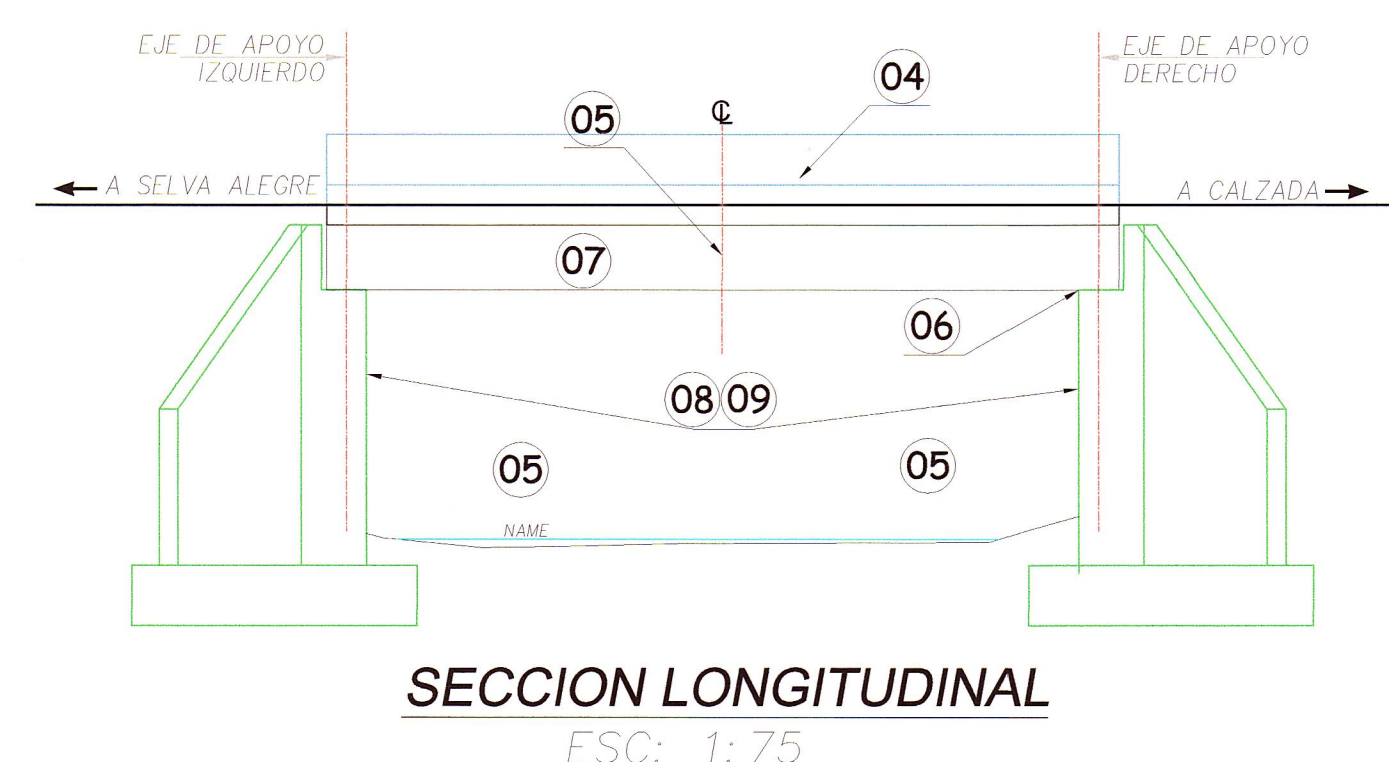 EJE DE APOYO
IZQUIERDO
EJE DE APOYO
DERECHO
04
05
℄
A SELVA ALEGRE
A CALZADA
07
06
08 09
05
05
NAME
SECCION LONGITUDINAL
ESC: 1:75